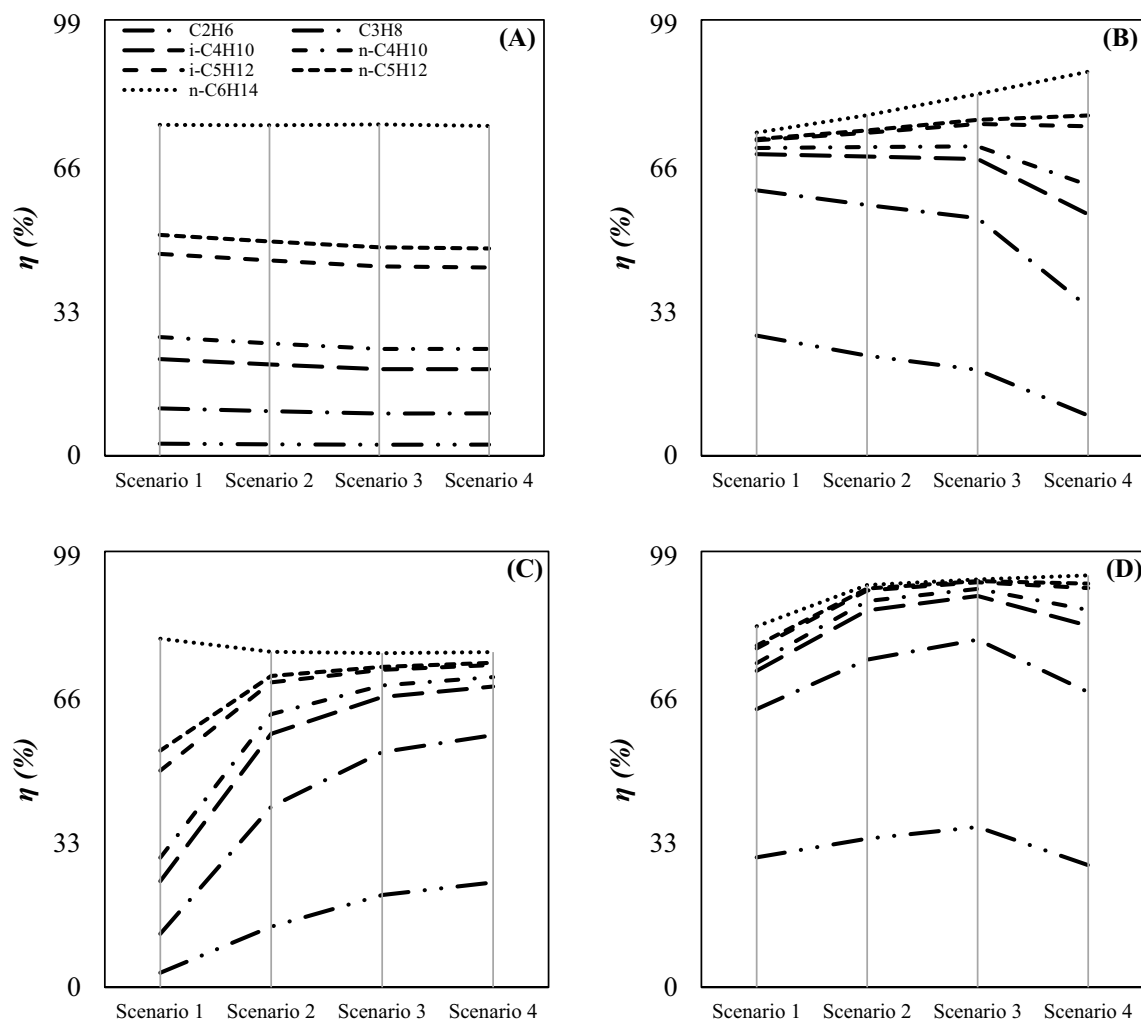 99
(A)
C2H6
C3H8
i-C4H10
n-C4H10
i-C5H12
n-C5H12
n-C6H14
66
η (%)
33
0
Scenario 1
Scenario 2
Scenario 3
Scenario 4
99
(B)
66
η (%)
33
0
Scenario 1
Scenario 2
Scenario 3
Scenario 4
99
(C)
66
η (%)
33
0
Scenario 1
Scenario 2
Scenario 3
Scenario 4
99
(D)
66
η (%)
33
0
Scenario 1
Scenario 2
Scenario 3
Scenario 4